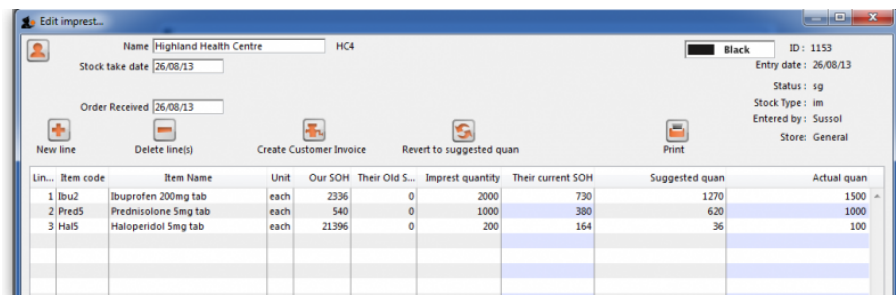 Edit imprest...
Name Highland Health Centre HC4 Black ID : 1153
Stock take date 26/08/13 Entry date : 26/08/13
Status : sg
Order Received 26/08/13 Stock Type : im
Entered by : Sussol
Store: General
New line Delete line(s) Create Customer Invoice Revert to suggested quan Print
Lin... Item code Item Name Unit Our SOH Their Old S... Imprest quantity Their current SOH Suggested quan Actual quan
1 Ibu2 Ibuprofen 200mg tab each 2336 0 2000 730 1270 1500
2 Pred5 Prednisolone 5mg tab each 540 0 1000 380 620 1000
3 Hal5 Haloperidol 5mg tab each 21396 0 200 164 36 100